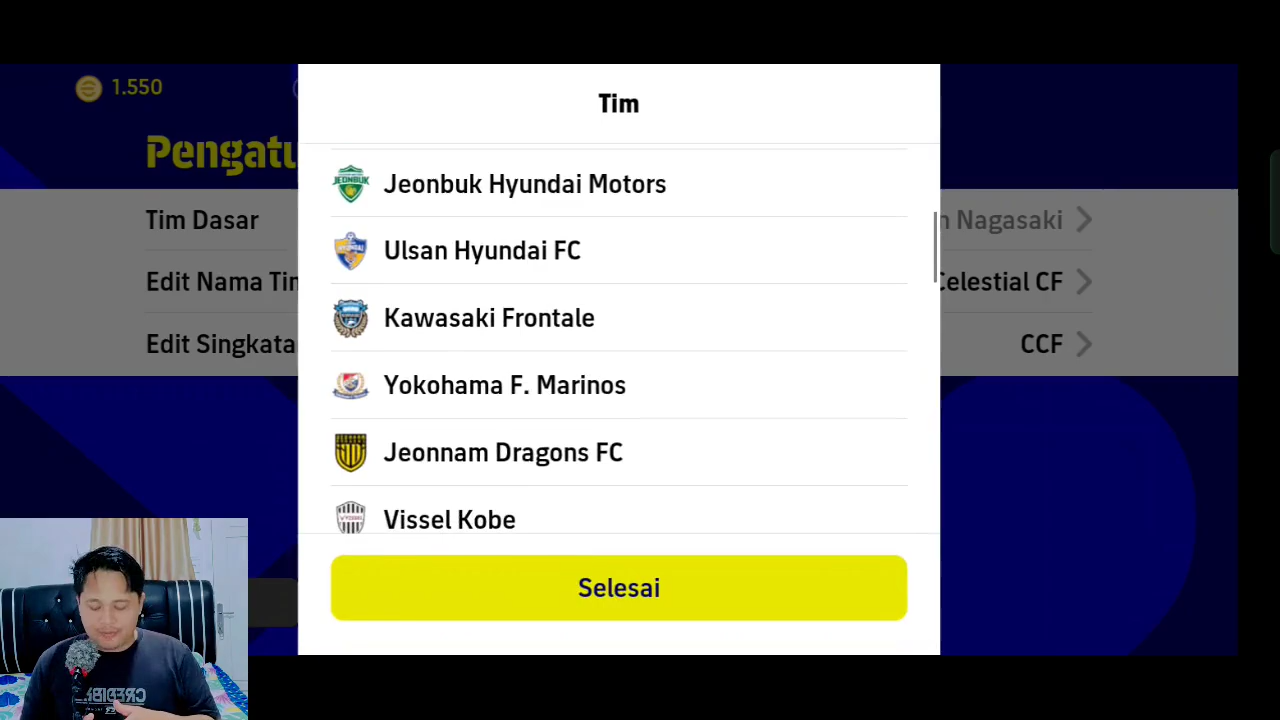 1.550
Tim
Pengatu
Jeonbuk Hyundai Motors
Tim Dasar
n Nagasaki
Ulsan Hyundai FC
Edit Nama Tim
Celestial CF
Kawasaki Frontale
Edit Singkata
CCF
Yokohama F. Marinos
Jeonnam Dragons FC
Vissel Kobe
Selesai